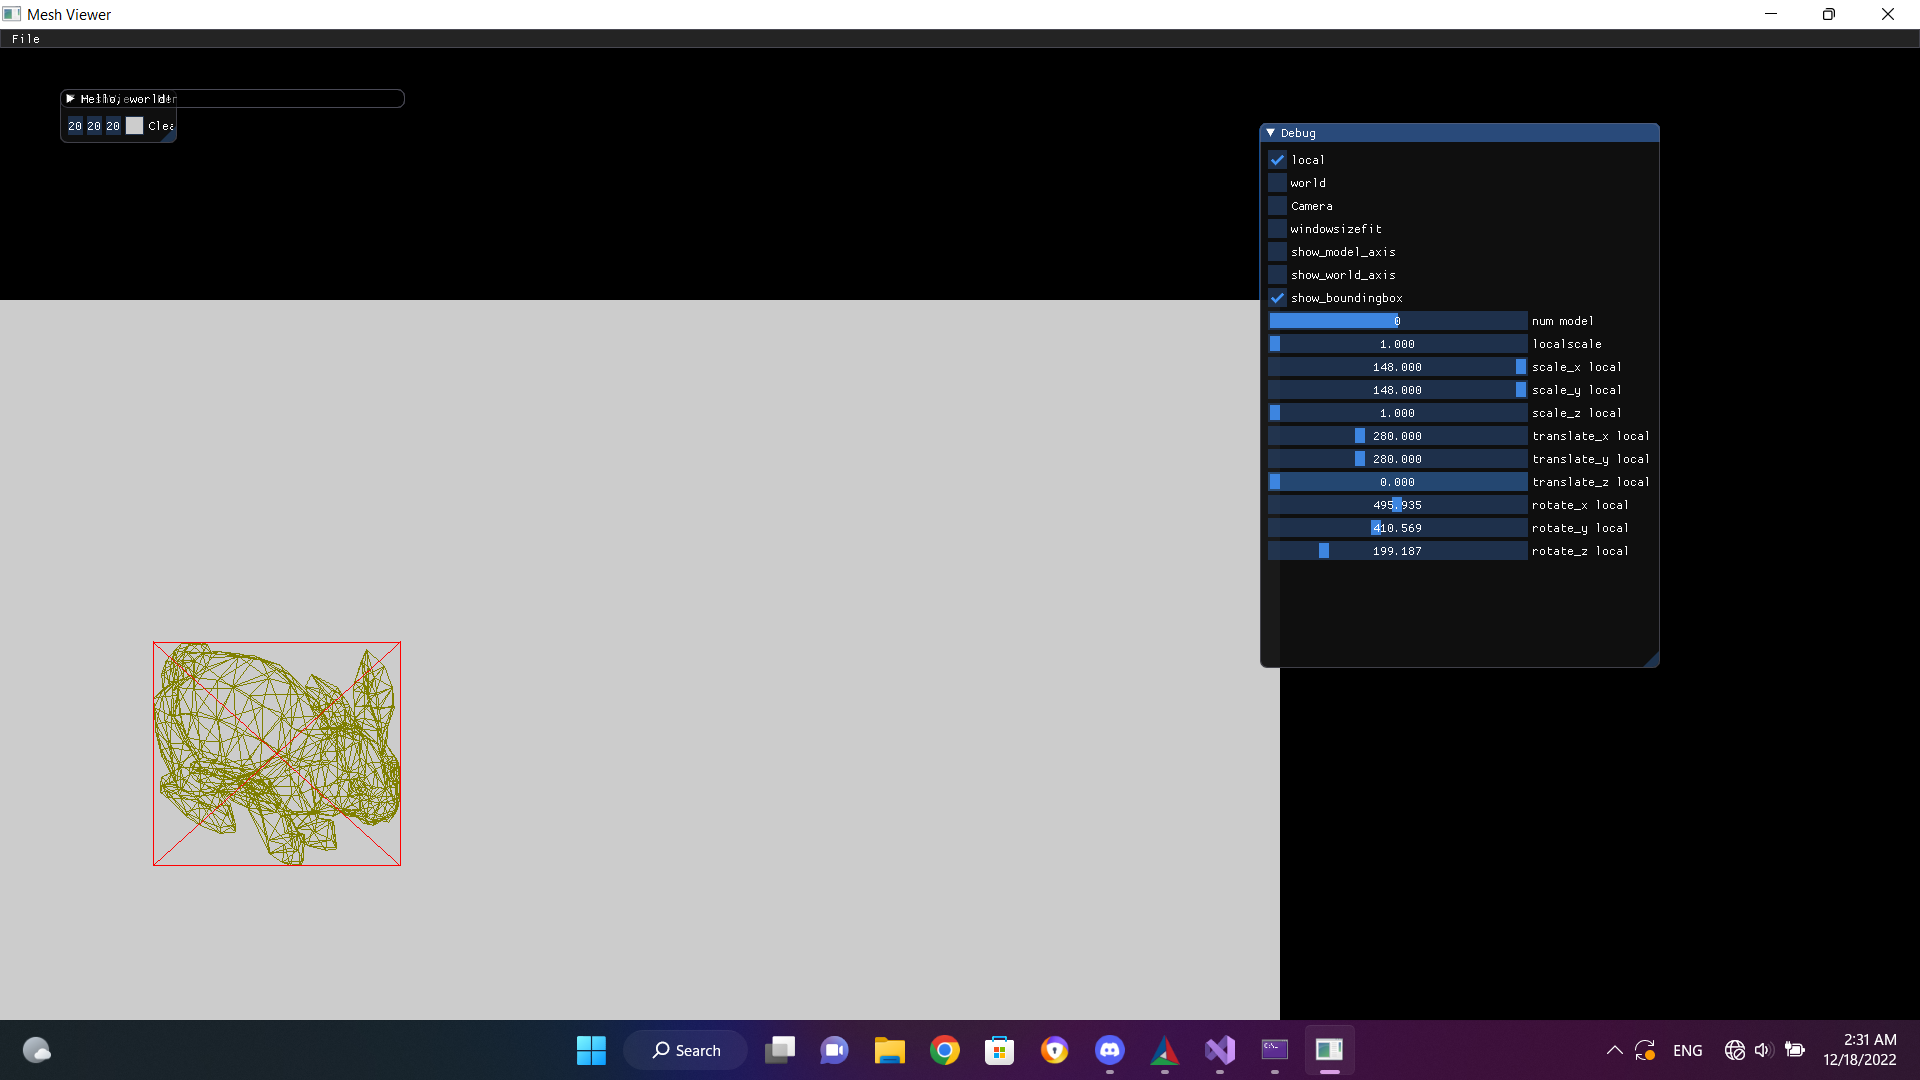 Mesh Viewer
File
Hello, world!
20 20 20 Clea
Debug
local
world
Camera
windowsizefit
show_model_axis
show_world_axis
show_boundingbox
0 num model
1.000 localscale
148.000 scale_x local
148.000 scale_y local
1.000 scale_z local
280.000 translate_x local
280.000 translate_y local
0.000 translate_z local
495.935 rotate_x local
410.569 rotate_y local
199.187 rotate_z local
Search
ENG
2:31 AM
12/18/2022